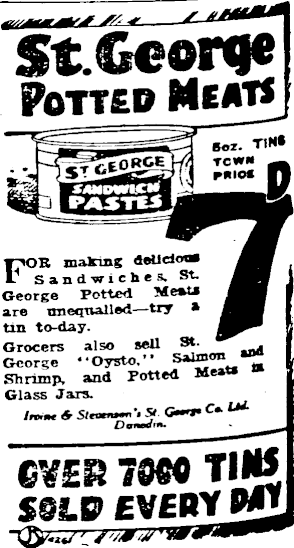 St. George
POTTED MEATS
ST GEORGE
SANDWICH
PASTES
5oz. TINS
TOWN
PRICE
7D
FOR making delicious
Sandwiches, St.
George Potted Meats
are unequalled—try a
tin to-day.
Grocers also sell St.
George "Oysto," Salmon and
Shrimp, and Potted Meats in
Glass Jars.
Irvine & Stevenson's St. George Co. Ltd.
Dunedin.
OVER 7000 TINS
SOLD EVERY DAY